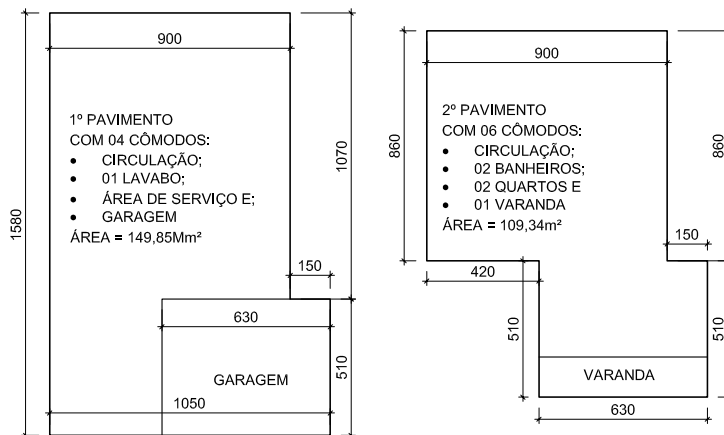 900
1º PAVIMENTO
COM 04 CÔMODOS:
• CIRCULAÇÃO;
• 01 LAVABO;
• ÁREA DE SERVIÇO E;
• GARAGEM
ÁREA = 149,85Mm²
1580
1070
150
630
GARAGEM
510
1050
900
2º PAVIMENTO
COM 06 CÔMODOS:
• CIRCULAÇÃO;
• 02 BANHEIROS;
• 02 QUARTOS E
• 01 VARANDA
ÁREA = 109,34m²
860
860
150
420
510
510
VARANDA
630